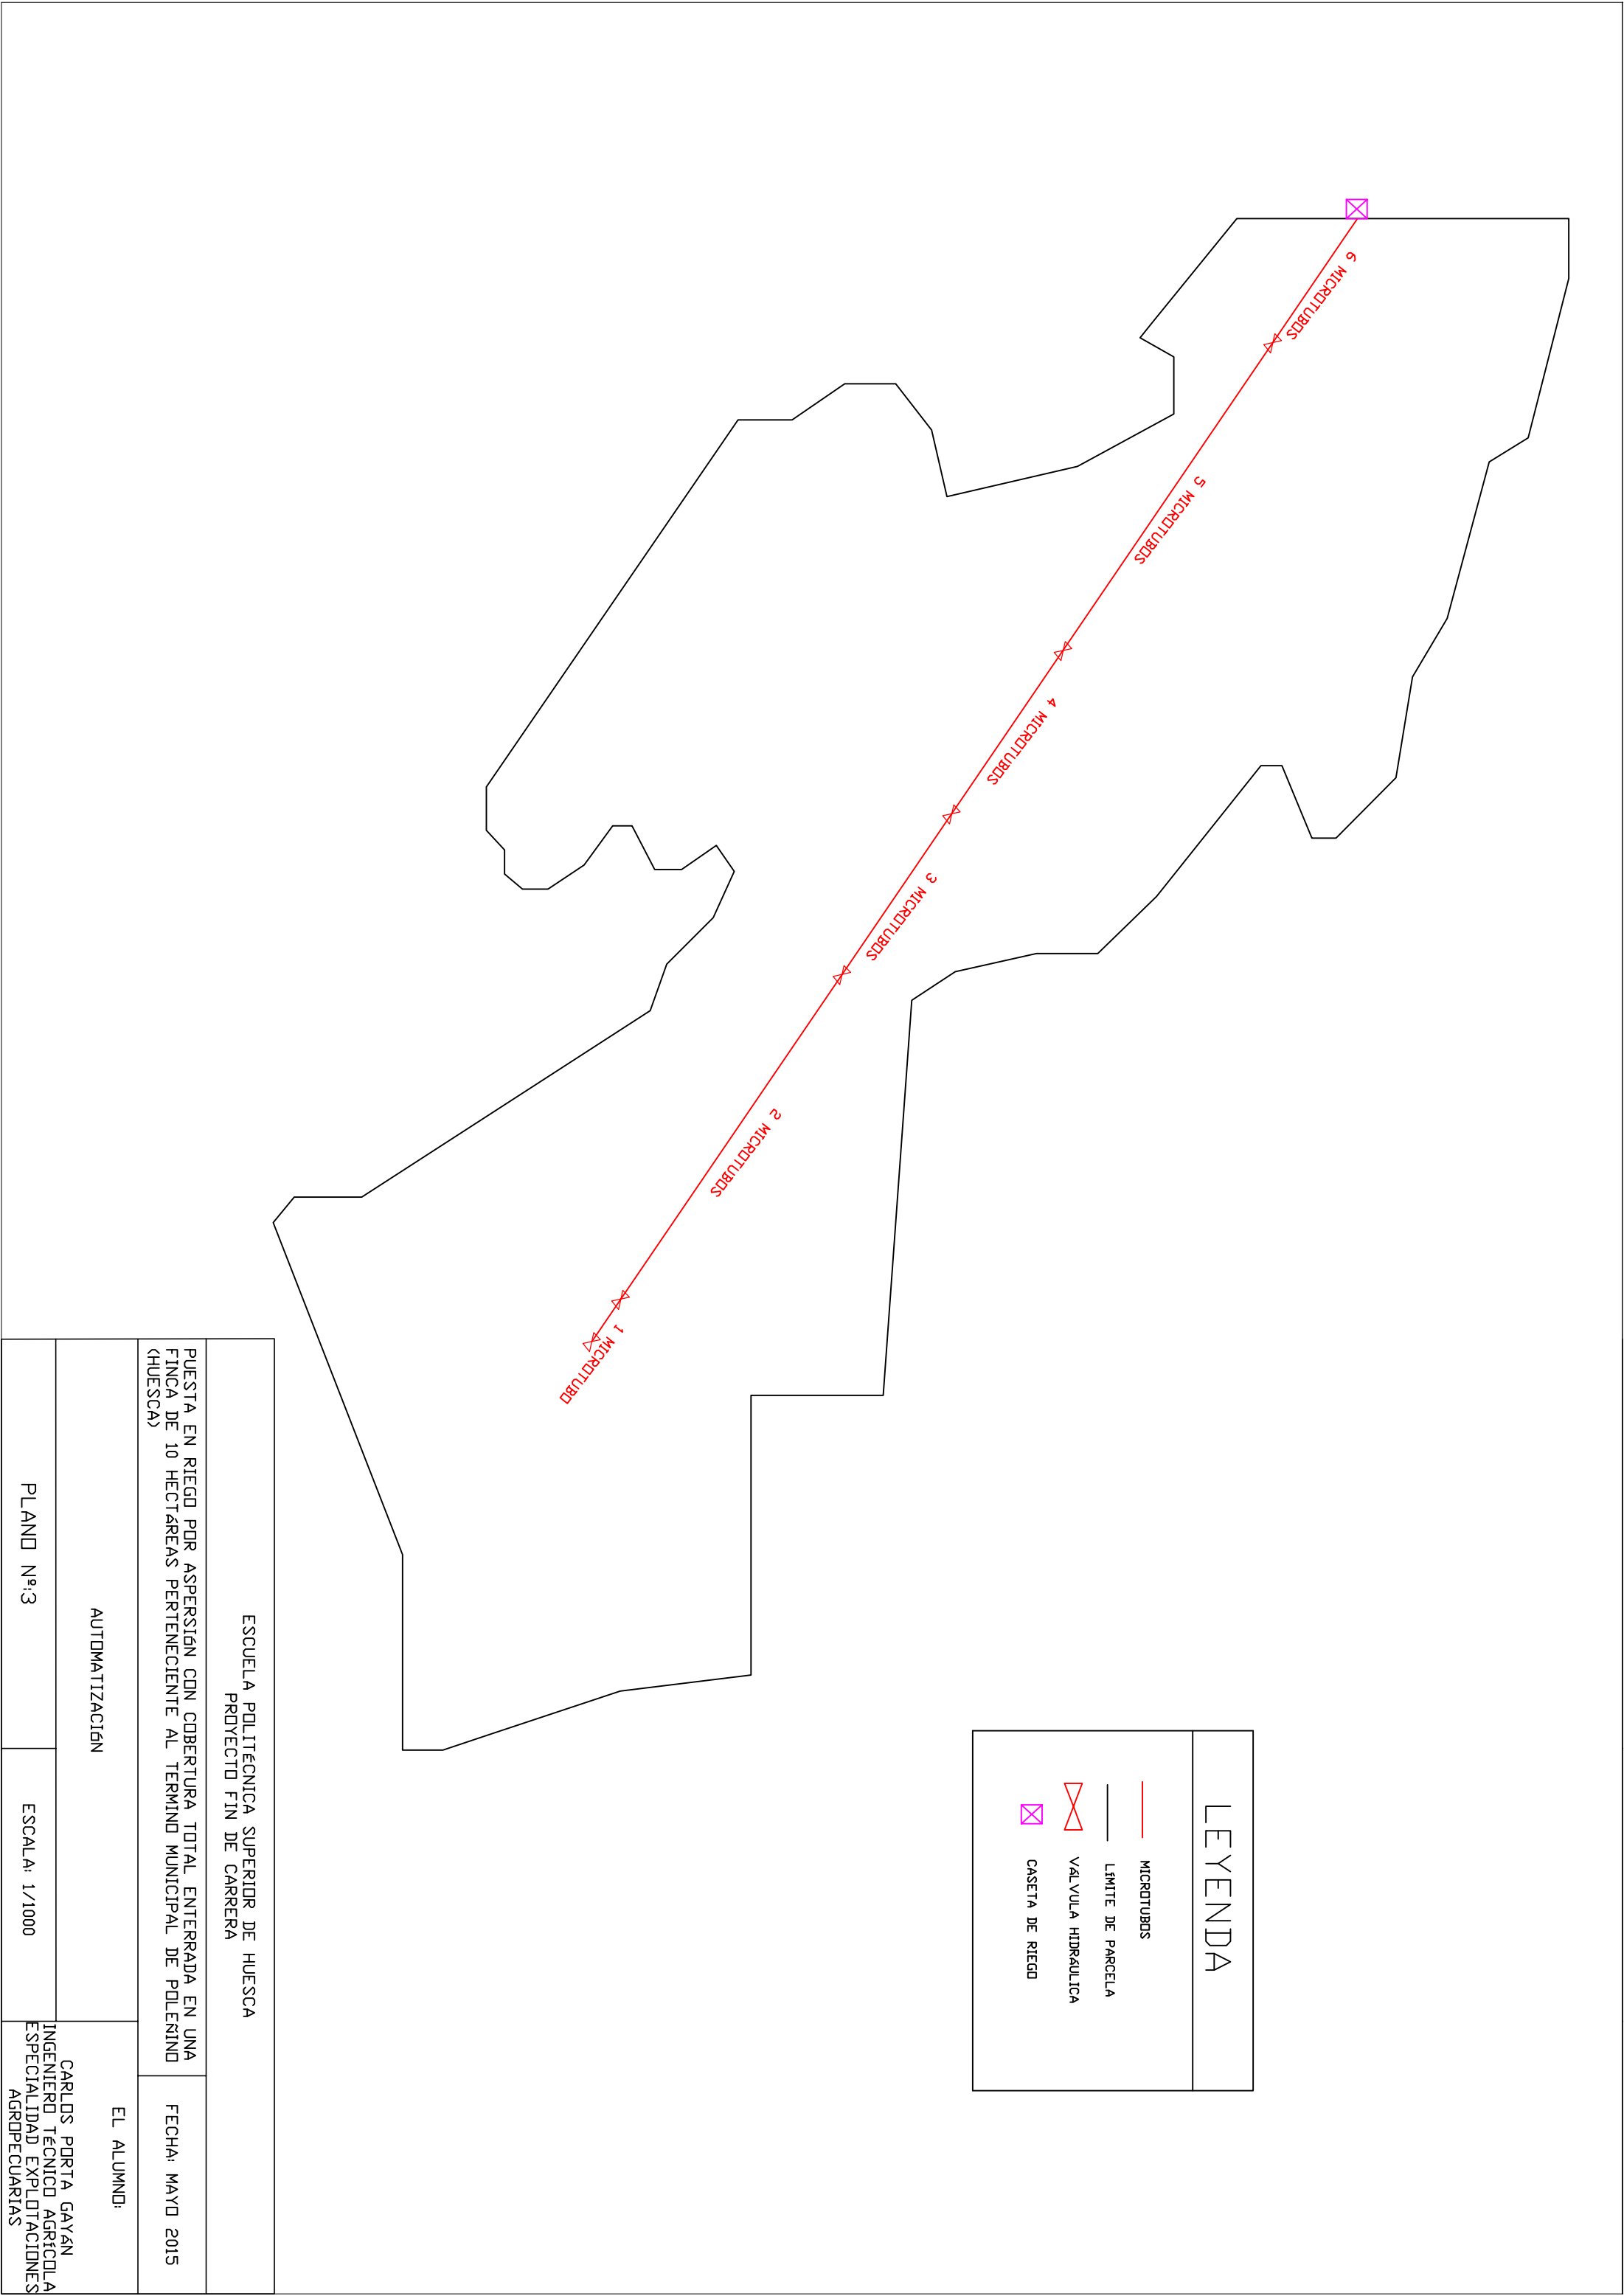 6 MICROTUBOS
5 MICROTUBOS
4 MICROTUBOS
3 MICROTUBOS
2 MICROTUBOS
1 MICROTUBO
LEYENDA
MICROTUBOS
LÍMITE DE PARCELA
VÁLVULA HIDRÁULICA
CASETA DE RIEGO
ESCUELA POLITÉCNICA SUPERIOR DE HUESCA
PROYECTO FIN DE CARRERA
PUESTA EN RIEGO POR ASPERSIÓN CON COBERTURA TOTAL ENTERRADA EN UNA
FINCA DE 10 HECTÁREAS PERTENECIENTE AL TERMINO MUNICIPAL DE POLEÑINO
(HUESCA)
FECHA: MAYO 2015
AUTOMATIZACIÓN
EL ALUMNO:
CARLOS PORTA GAYÁN
INGENIERO TÉCNICO AGRÍCOLA
ESPECIALIDAD EXPLOTACIONES
AGROPECUARIAS
PLANO Nº:3
ESCALA: 1/1000